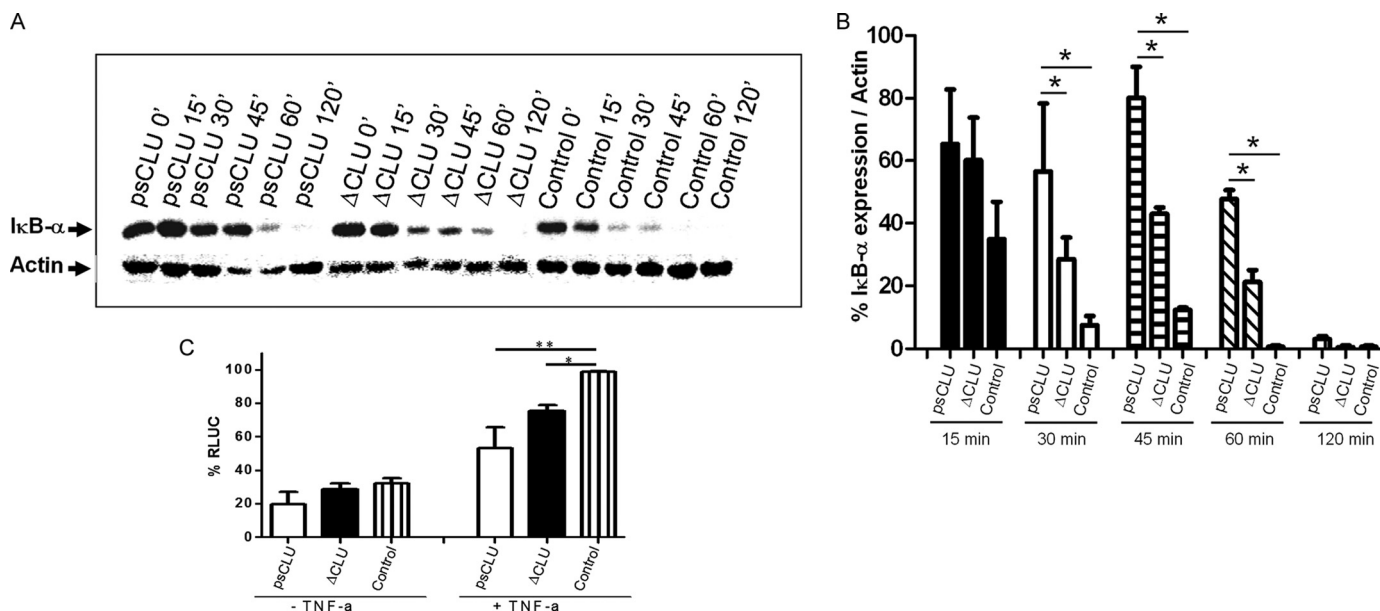 A
psCLU 0'
psCLU 15'
psCLU 30'
psCLU 45'
psCLU 60'
psCLU 120'
ΔCLU 0'
ΔCLU 15'
ΔCLU 30'
ΔCLU 45'
ΔCLU 60'
ΔCLU 120'
Control 0'
Control 15'
Control 30'
Control 45'
Control 60'
Control 120'
IκB-α
Actin
B
% IκB-α expression / Actin
100
80
60
40
20
0
* *
* *
* *
psCLU ΔCLU Control
psCLU ΔCLU Control
psCLU ΔCLU Control
psCLU ΔCLU Control
psCLU ΔCLU Control
15 min 30 min 45 min 60 min 120 min
C
% RLUC
100
80
60
40
20
0
**
*
psCLU ΔCLU Control
psCLU ΔCLU Control
- TNF-a + TNF-a